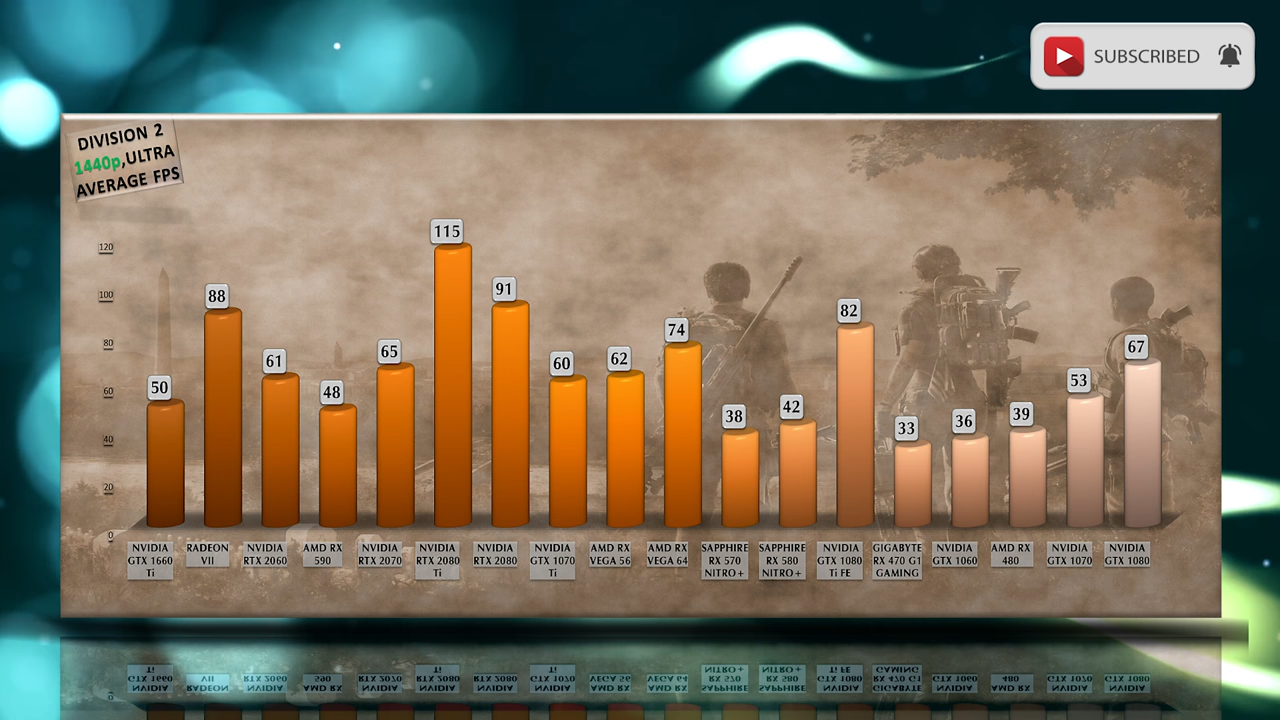 SUBSCRIBED
DIVISION 2
1440p,ULTRA
AVERAGE FPS
120
100
80
60
40
20
0
50
88
61
48
65
115
91
60
62
74
38
42
82
33
36
39
53
67
NVIDIA
GTX 1660
Ti
RADEON
VII
NVIDIA
RTX 2060
AMD RX
590
NVIDIA
RTX 2070
NVIDIA
RTX 2080
Ti
NVIDIA
RTX 2080
NVIDIA
GTX 1070
Ti
AMD RX
VEGA 56
AMD RX
VEGA 64
SAPPHIRE
RX 570
NITRO+
SAPPHIRE
RX 580
NITRO+
NVIDIA
GTX 1080
Ti FE
GIGABYTE
RX 470 G1
GAMING
NVIDIA
GTX 1060
AMD RX
480
NVIDIA
GTX 1070
NVIDIA
GTX 1080